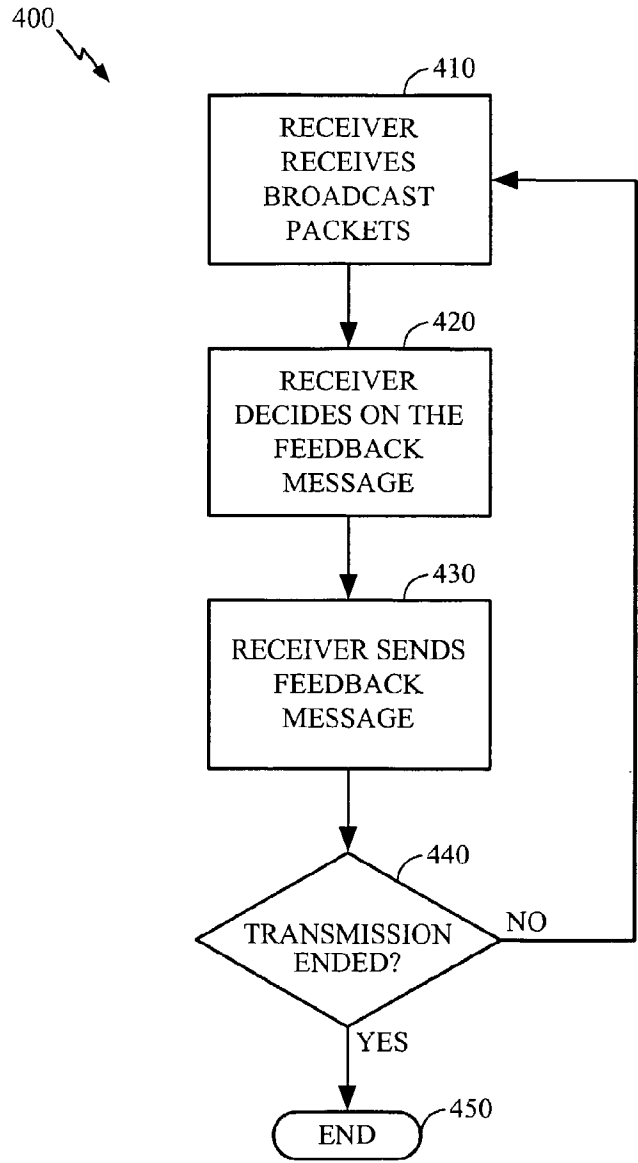 400
410
RECEIVER
RECEIVES
BROADCAST
PACKETS
420
RECEIVER
DECIDES ON THE
FEEDBACK
MESSAGE
430
RECEIVER SENDS
FEEDBACK
MESSAGE
440
TRANSMISSION
ENDED?
NO
YES
END
450